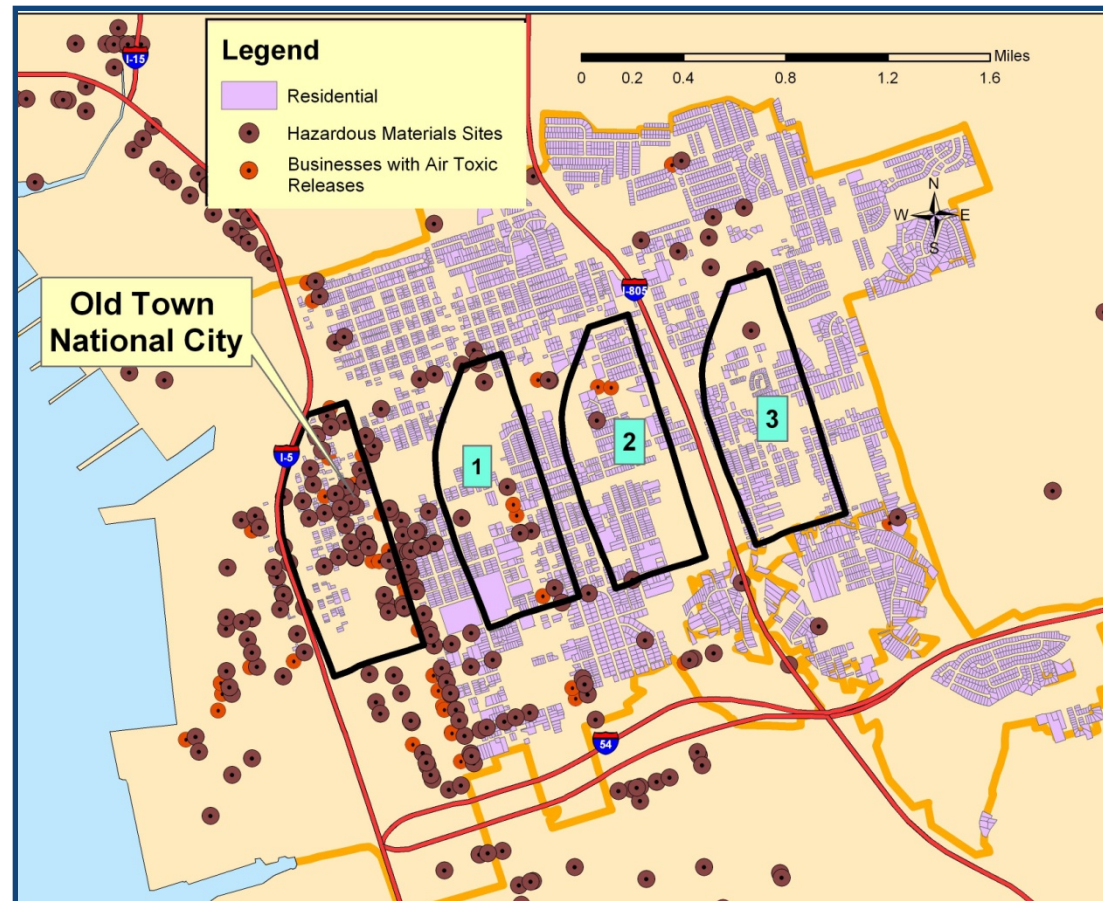 I-15
Legend
Residential
Hazardous Materials Sites
Businesses with Air Toxic
Releases
Miles
0 0.2 0.4 0.8 1.2 1.6
N
W E
S
I-805
Old Town
National City
I-5
1
2
3
54